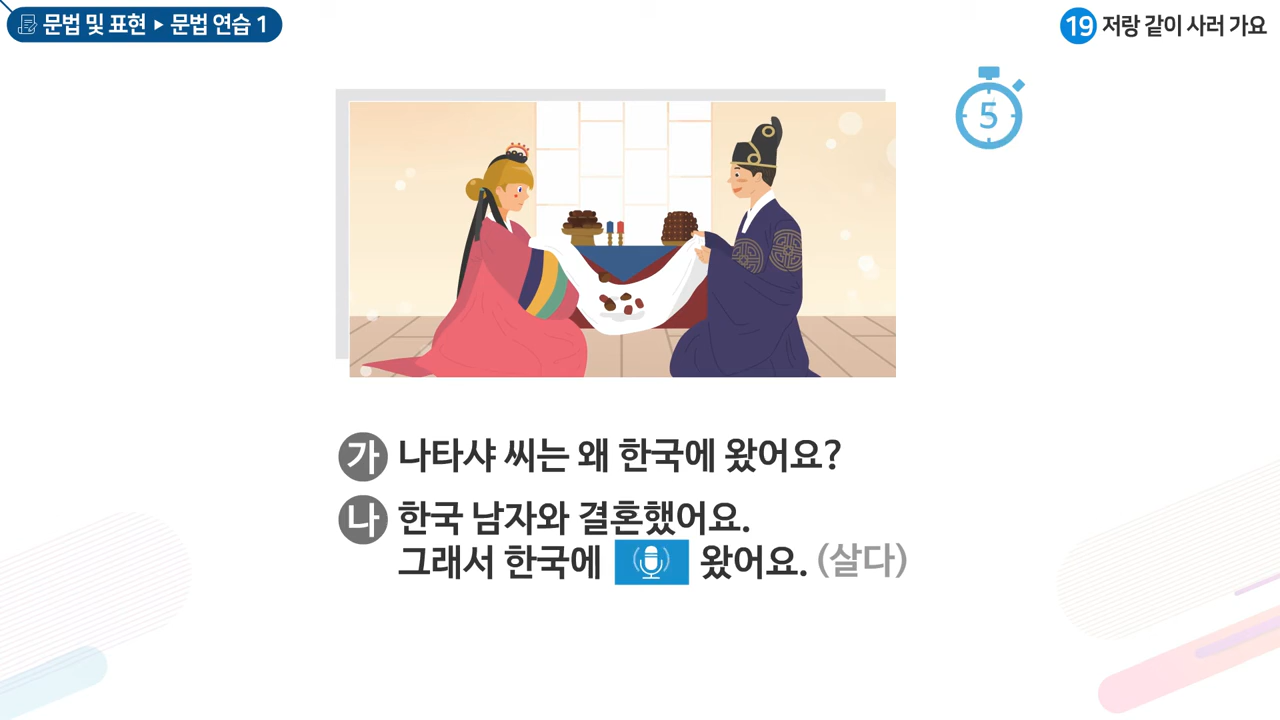 문법 및 표현 ▸ 문법 연습 1
19 저랑 같이 사러 가요
5
가 나타샤 씨는 왜 한국에 왔어요?
나 한국 남자와 결혼했어요.
그래서 한국에 왔어요. (살다)